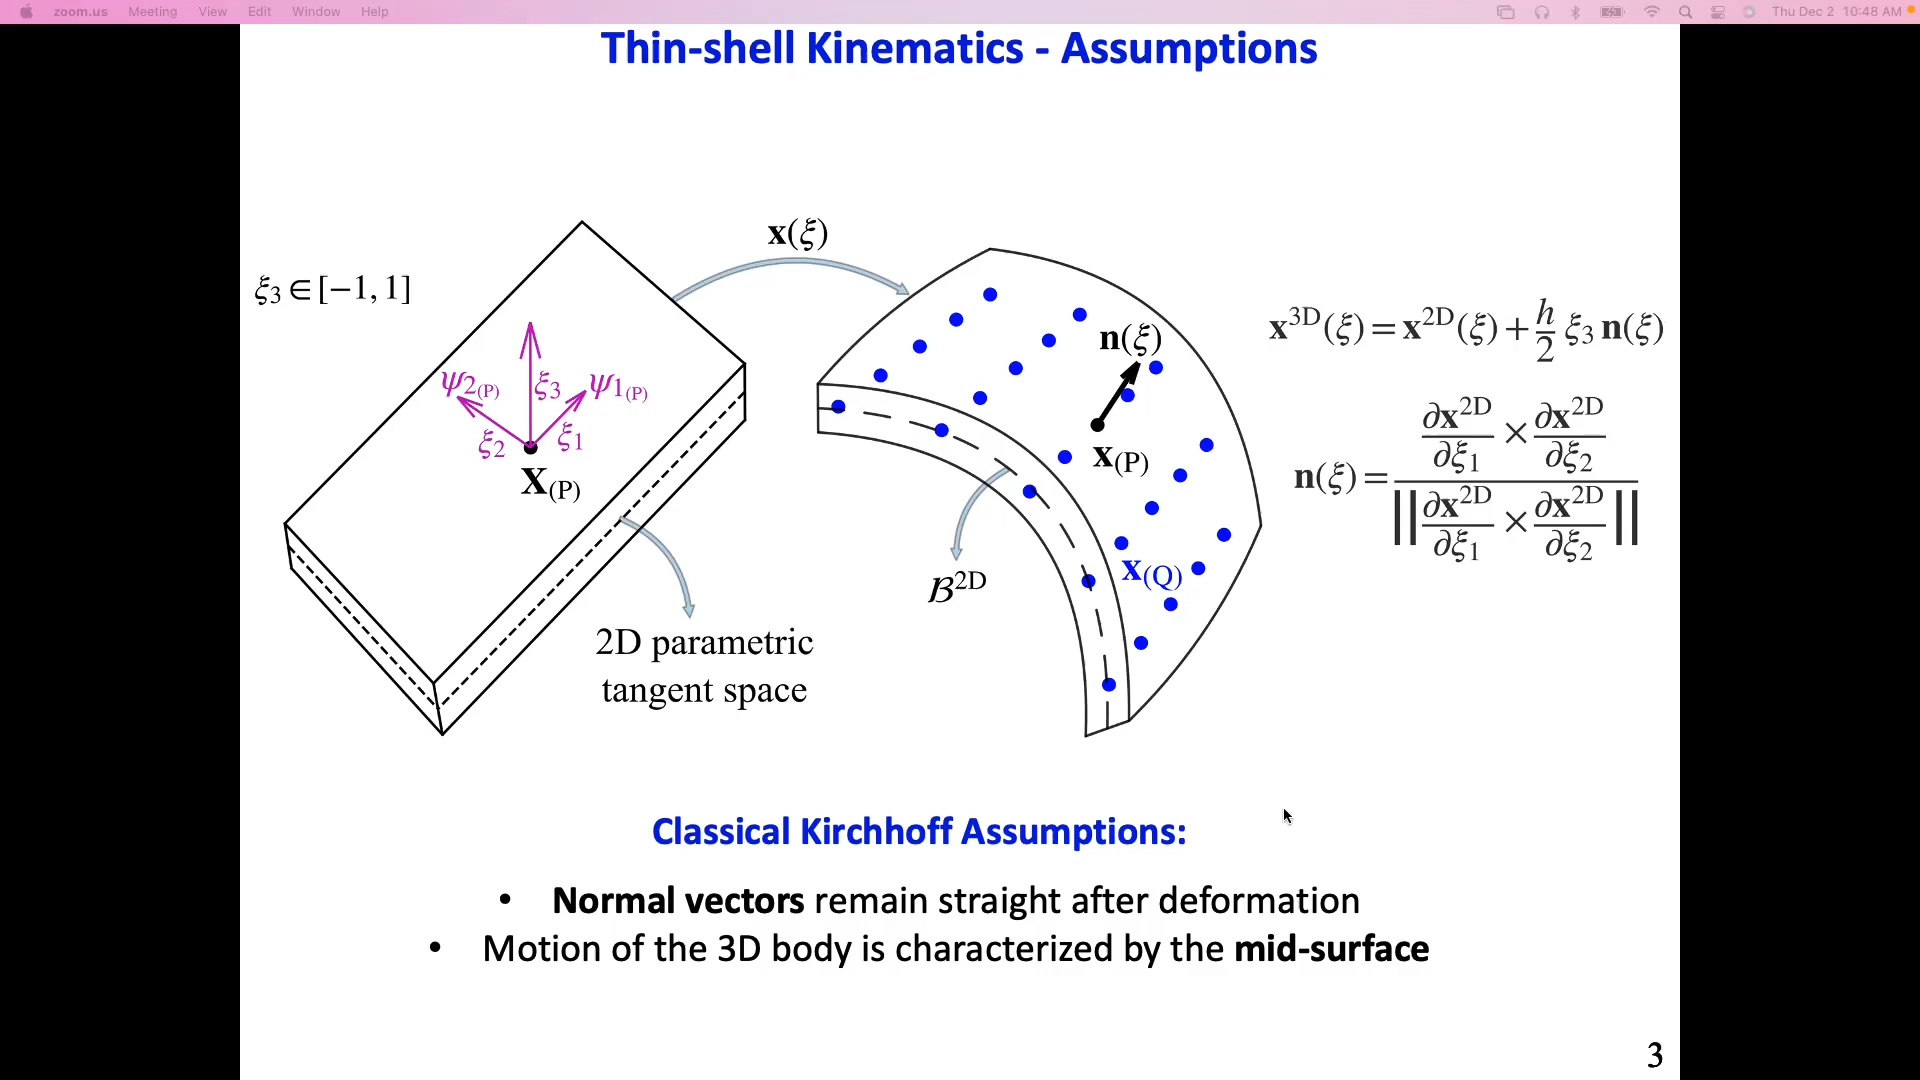 zoom.us Meeting View Edit Window Help Thu Dec 2 10:48 AM
Thin-shell Kinematics - Assumptions
x(ξ)
ξ₃ ∈ [−1, 1]
n(ξ)
x³ᴰ(ξ) = x²ᴰ(ξ) + h/2 ξ₃ n(ξ)
ψ₂₍P₎ ξ₃ ψ₁₍P₎
ξ₂ ξ₁
X(P)
x(P)
n(ξ) = (∂x²ᴰ/∂ξ₁ × ∂x²ᴰ/∂ξ₂) / ||∂x²ᴰ/∂ξ₁ × ∂x²ᴰ/∂ξ₂||
x(Q)
ℬ²ᴰ
2D parametric
tangent space
Classical Kirchhoff Assumptions:
• Normal vectors remain straight after deformation
• Motion of the 3D body is characterized by the mid-surface
3